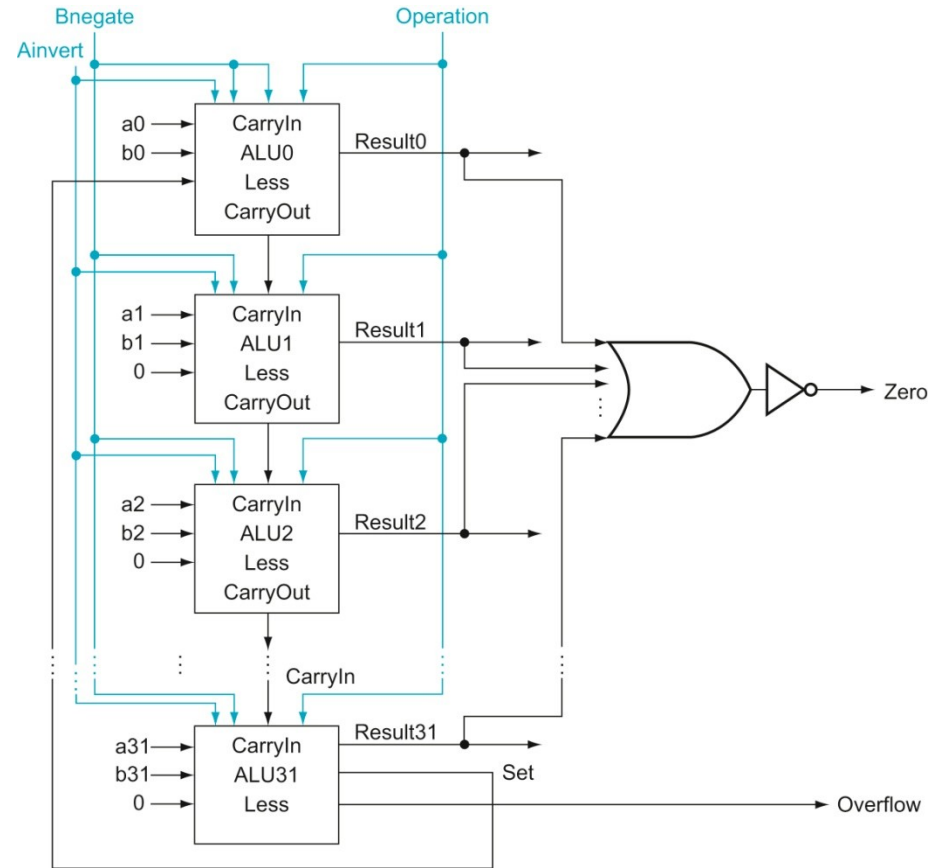 Bnegate
Operation
Ainvert
a0
CarryIn
Result0
b0
ALU0
Less
CarryOut
a1
CarryIn
Result1
b1
ALU1
0
Less
CarryOut
Zero
a2
CarryIn
Result2
b2
ALU2
0
Less
CarryOut
CarryIn
a31
CarryIn
Result31
b31
ALU31
Set
0
Less
Overflow